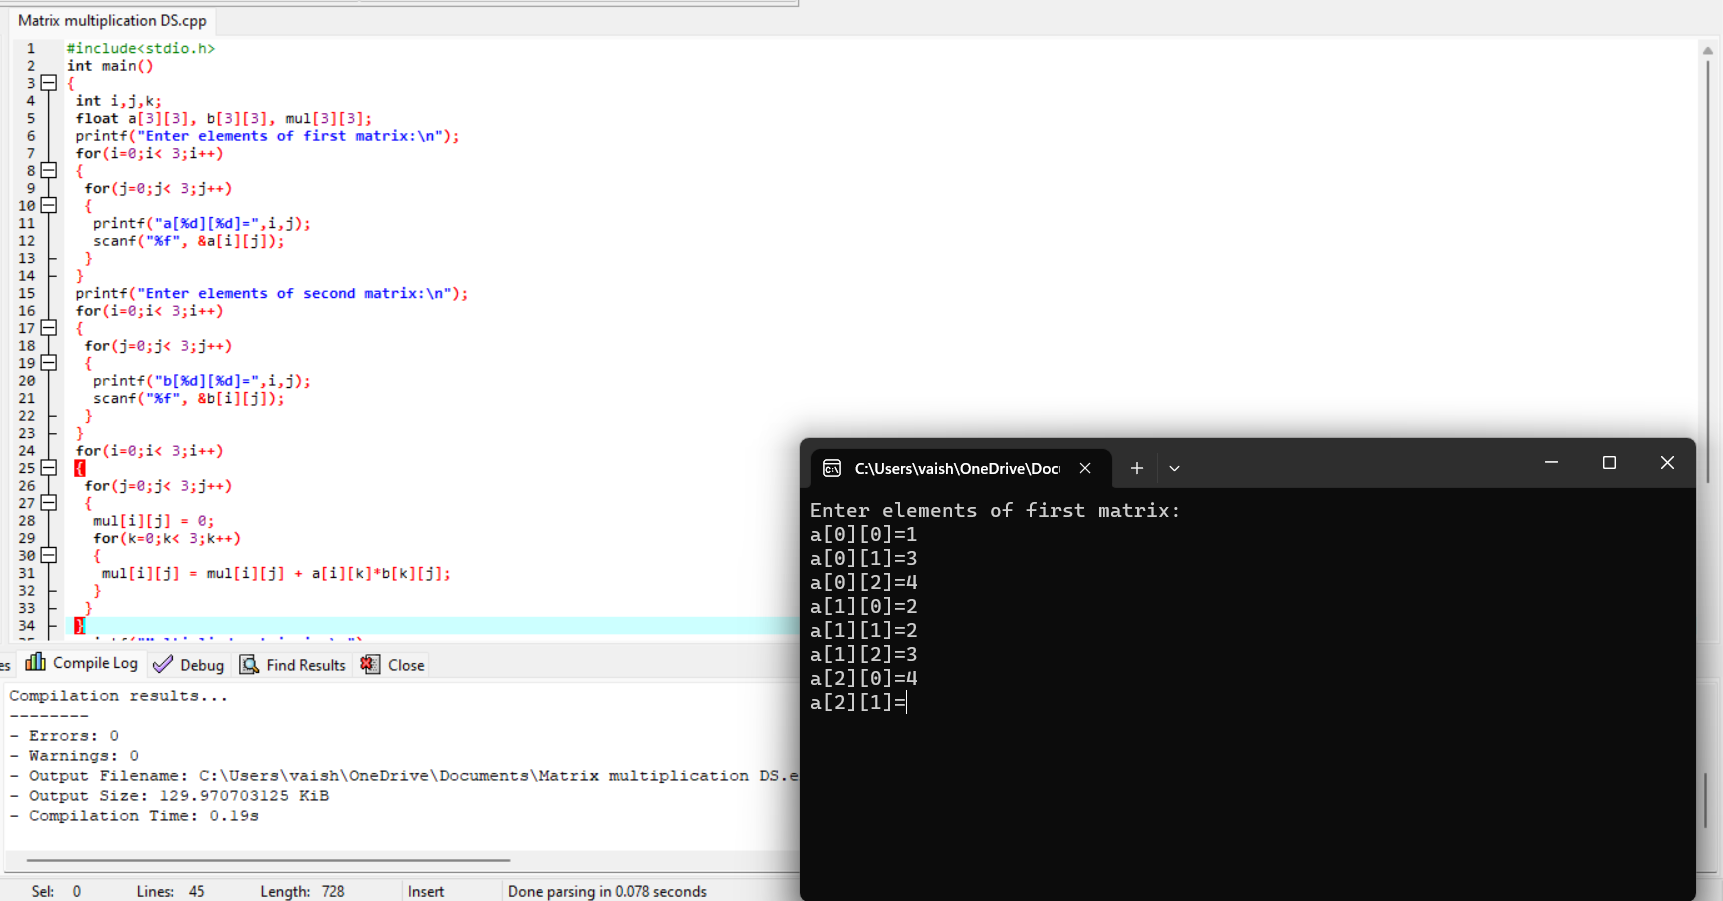 Matrix multiplication DS.cpp
1 #include<stdio.h>
2 int main()
3 {
4 int i,j,k;
5 float a[3][3], b[3][3], mul[3][3];
6 printf("Enter elements of first matrix:\n");
7 for(i=0;i< 3;i++)
8 {
9 for(j=0;j< 3;j++)
10 {
11 printf("a[%d][%d]=",i,j);
12 scanf("%f", &a[i][j]);
13 }
14 }
15 printf("Enter elements of second matrix:\n");
16 for(i=0;i< 3;i++)
17 {
18 for(j=0;j< 3;j++)
19 {
20 printf("b[%d][%d]=",i,j);
21 scanf("%f", &b[i][j]);
22 }
23 }
24 for(i=0;i< 3;i++)
25 {
26 for(j=0;j< 3;j++)
27 {
28 mul[i][j] = 0;
29 for(k=0;k< 3;k++)
30 {
31 mul[i][j] = mul[i][j] + a[i][k]*b[k][j];
32 }
33 }
34 }
es Compile Log Debug Find Results Close
Compilation results...
--------
- Errors: 0
- Warnings: 0
- Output Filename: C:\Users\vaish\OneDrive\Documents\Matrix multiplication DS.e
- Output Size: 129.970703125 KiB
- Compilation Time: 0.19s
Sel: 0 Lines: 45 Length: 728 Insert Done parsing in 0.078 seconds
C:\Users\vaish\OneDrive\Doc
Enter elements of first matrix:
a[0][0]=1
a[0][1]=3
a[0][2]=4
a[1][0]=2
a[1][1]=2
a[1][2]=3
a[2][0]=4
a[2][1]=